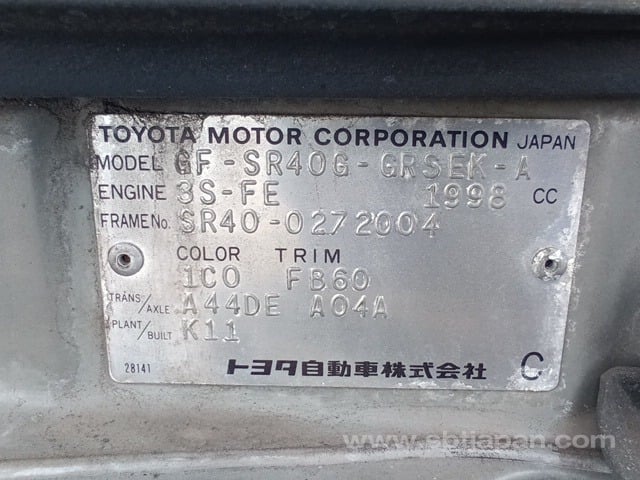 TOYOTA MOTOR CORPORATION JAPAN
MODEL GF-SR40G-GRSEK-A
ENGINE 3S-FE 1998 CC
FRAME No. SR40-0272004
COLOR TRIM
1C0 FB60
TRANS/AXLE A44DE A04A
PLANT/BUILT K11
28141 トヨタ自動車株式会社 C
www.sbtjapan.com